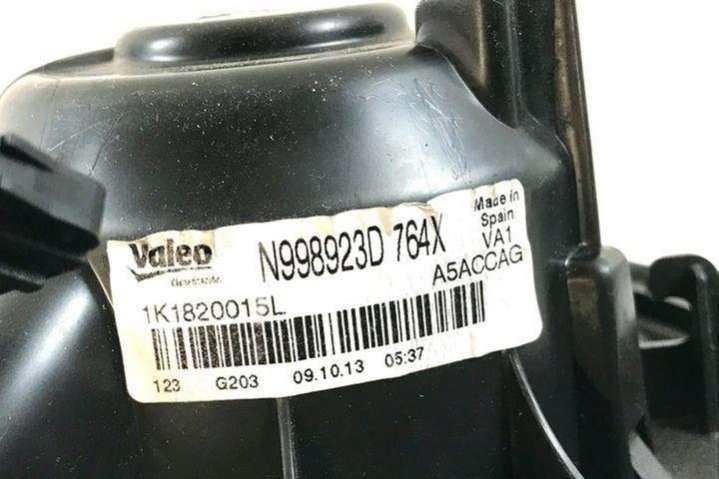 Valeo
N998923D 764X
Made in
Spain
VA1
A5ACCAG
1K1820015L
123 G203 09.10.13 05:37